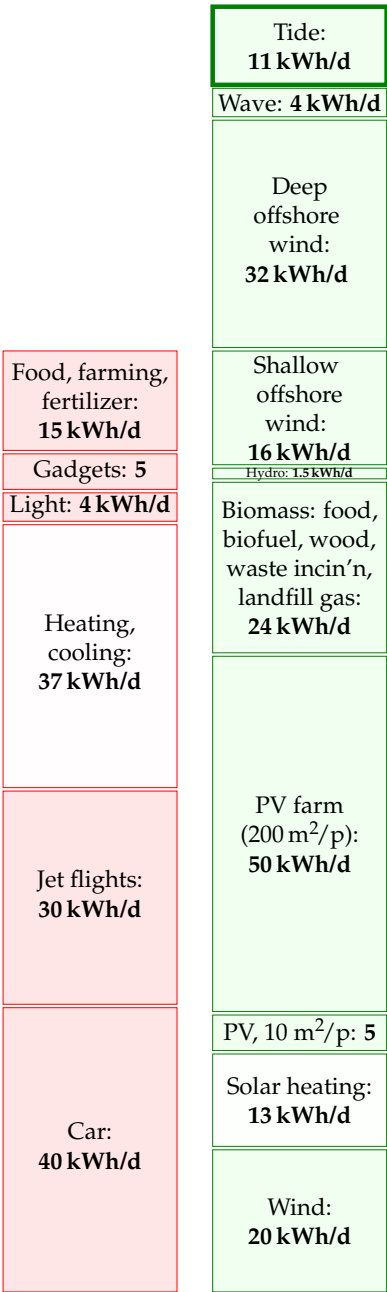 Food, farming,
fertilizer:
15 kWh/d
Gadgets: 5
Light: 4 kWh/d
Heating,
cooling:
37 kWh/d
Jet flights:
30 kWh/d
Car:
40 kWh/d
Tide:
11 kWh/d
Wave: 4 kWh/d
Deep
offshore
wind:
32 kWh/d
Shallow
offshore
wind:
16 kWh/d
Hydro: 1.5 kWh/d
Biomass: food,
biofuel, wood,
waste incin'n,
landfill gas:
24 kWh/d
PV farm
(200 m²/p):
50 kWh/d
PV, 10 m²/p: 5
Solar heating:
13 kWh/d
Wind:
20 kWh/d